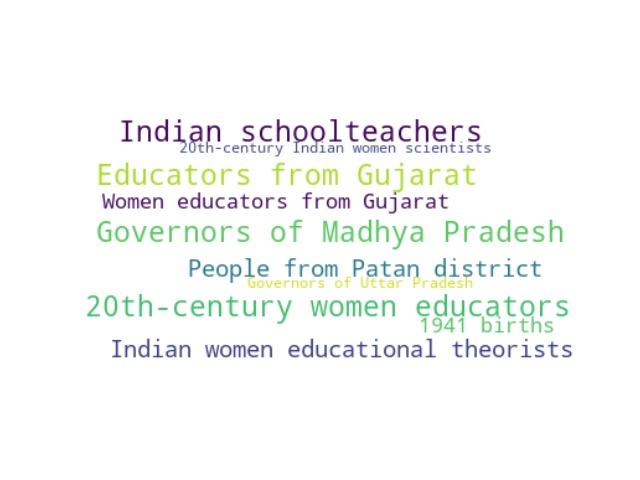 Indian schoolteachers
20th-century Indian women scientists
Educators from Gujarat
Women educators from Gujarat
Governors of Madhya Pradesh
People from Patan district
Governors of Uttar Pradesh
20th-century women educators
1941 births
Indian women educational theorists